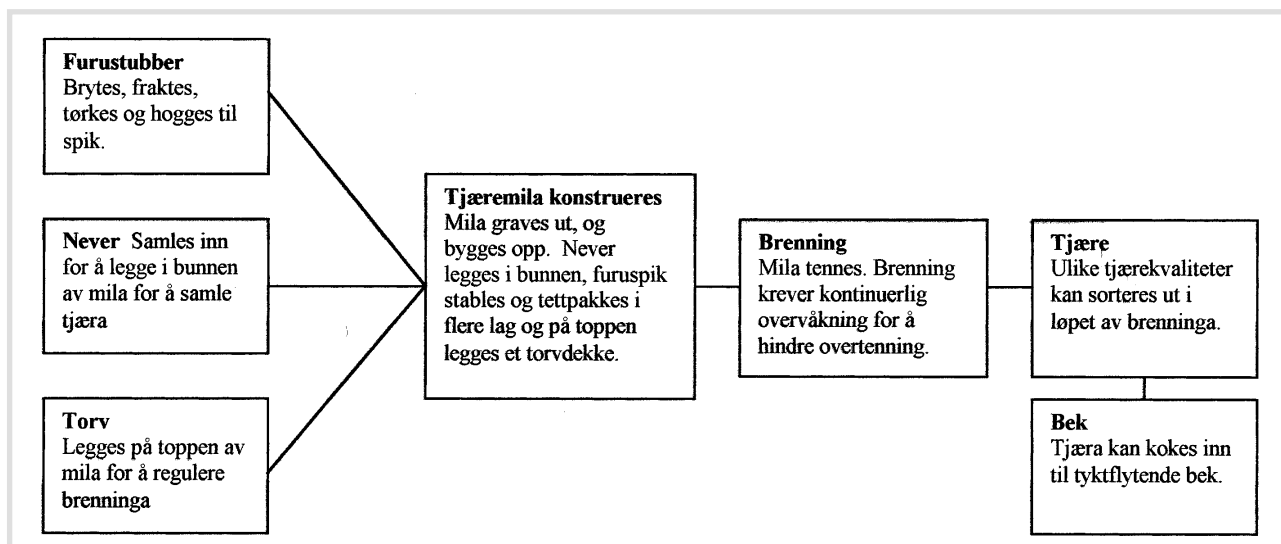 Furustubber
Brytes, fraktes,
tørkes og hogges til
spik.
Never Samles inn
for å legge i bunnen
av mila for å samle
tjæra
Torv
Legges på toppen av
mila for å regulere
brenninga
Tjæremila konstrueres
Mila graves ut, og
bygges opp. Never
legges i bunnen, furuspik
stables og tettpakkes i
flere lag og på toppen
legges et torvdekke.
Brenning
Mila tennes. Brenning
krever kontinuerlig
overvåkning for å
hindre overtenning.
Tjære
Ulike tjærekvaliteter
kan sorteres ut i
løpet av brenninga.
Bek
Tjæra kan kokes inn
til tyktflytende bek.